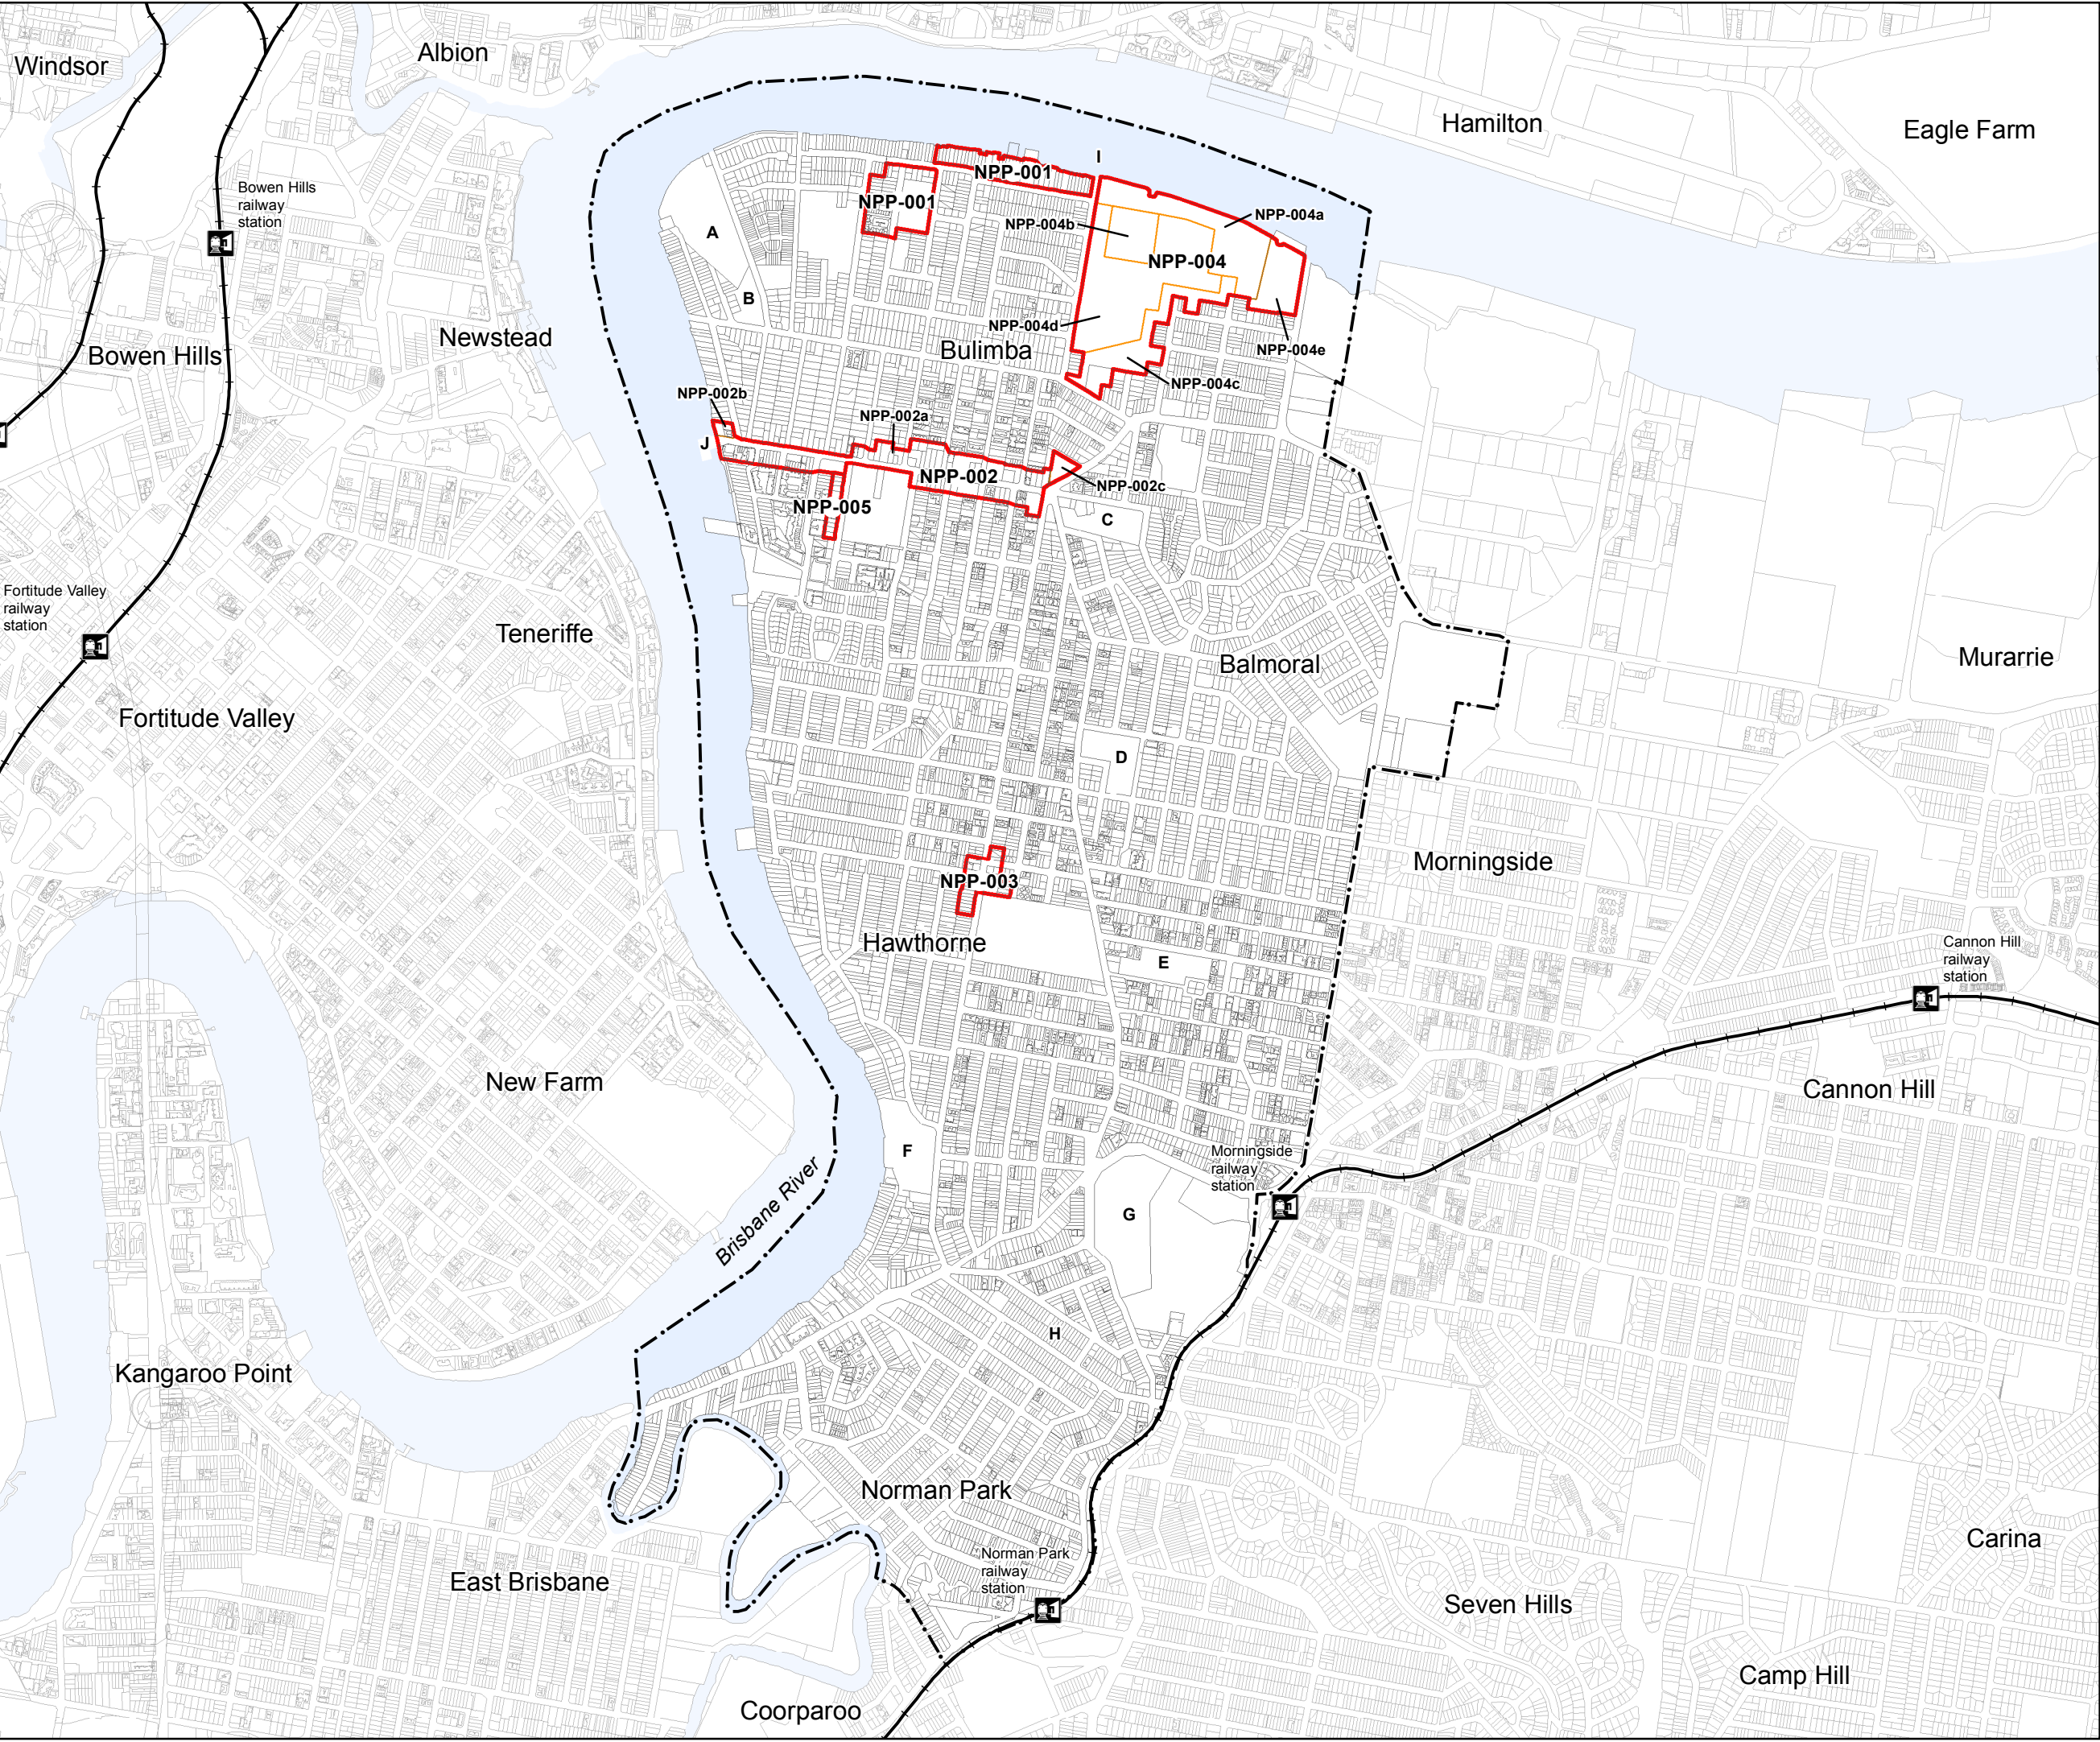 Albion
Windsor
Hamilton
Eagle Farm
I
NPP-001
Bowen Hills
railway
station
NPP-001
NPP-004a
NPP-004b
A
NPP-004
B
NPP-004d
Newstead
Bulimba
NPP-004e
Bowen Hills
NPP-004c
NPP-002b
NPP-002a
J
NPP-002
NPP-002c
NPP-005
C
Fortitude Valley
railway
station
Teneriffe
Murarrie
Balmoral
Fortitude Valley
D
Morningside
NPP-003
Hawthorne
Cannon Hill
railway
station
E
New Farm
Cannon Hill
F
Morningside
railway
station
Brisbane River
G
H
Kangaroo Point
Norman Park
Carina
Norman Park
railway
station
East Brisbane
Seven Hills
Camp Hill
Coorparoo